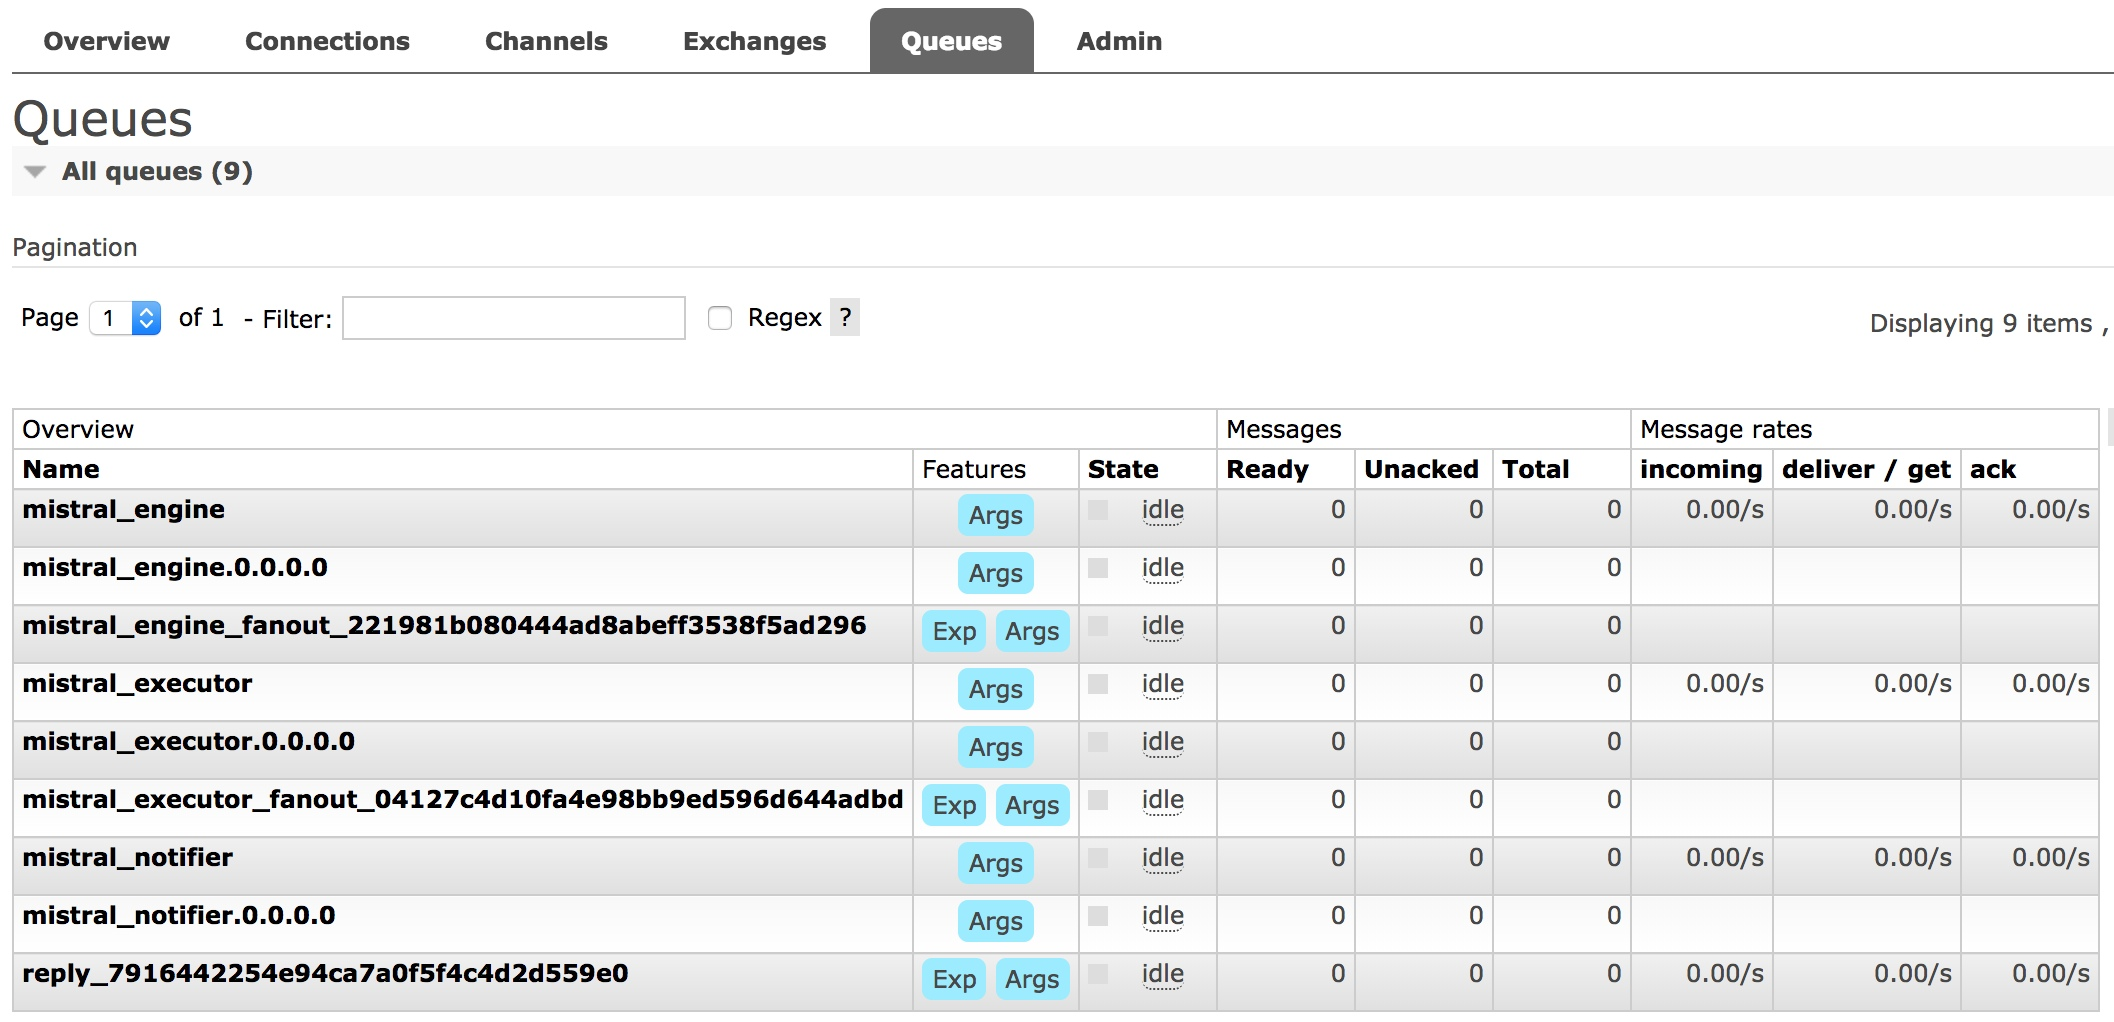 Overview Connections Channels Exchanges Queues Admin
Queues
All queues (9)
Pagination
Page 1 of 1 - Filter: Regex ?
Displaying 9 items ,
Overview Messages Message rates
Name Features State Ready Unacked Total incoming deliver / get ack
mistral_engine Args idle 0 0 0 0.00/s 0.00/s 0.00/s
mistral_engine.0.0.0.0 Args idle 0 0 0
mistral_engine_fanout_221981b080444ad8abeff3538f5ad296 Exp Args idle 0 0 0
mistral_executor Args idle 0 0 0 0.00/s 0.00/s 0.00/s
mistral_executor.0.0.0.0 Args idle 0 0 0
mistral_executor_fanout_04127c4d10fa4e98bb9ed596d644adbd Exp Args idle 0 0 0
mistral_notifier Args idle 0 0 0 0.00/s 0.00/s 0.00/s
mistral_notifier.0.0.0.0 Args idle 0 0 0
reply_7916442254e94ca7a0f5f4c4d2d559e0 Exp Args idle 0 0 0 0.00/s 0.00/s 0.00/s